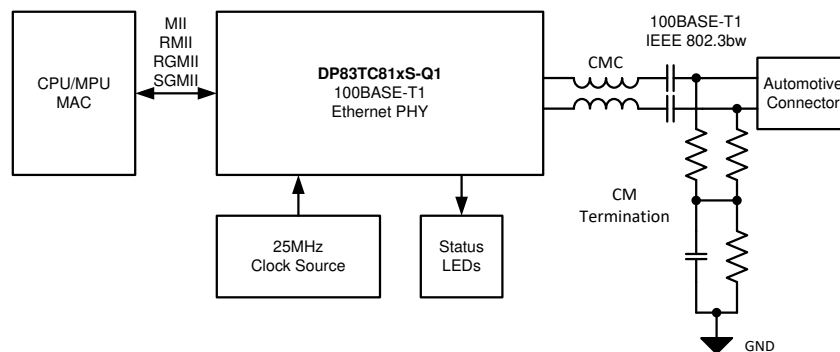 MII
RMII
RGMII
SGMII
CPU/MPU
MAC
DP83TC81xS-Q1
100BASE-T1
Ethernet PHY
CMC
100BASE-T1
IEEE 802.3bw
Automotive
Connector
CM
Termination
25MHz
Clock Source
Status
LEDs
GND